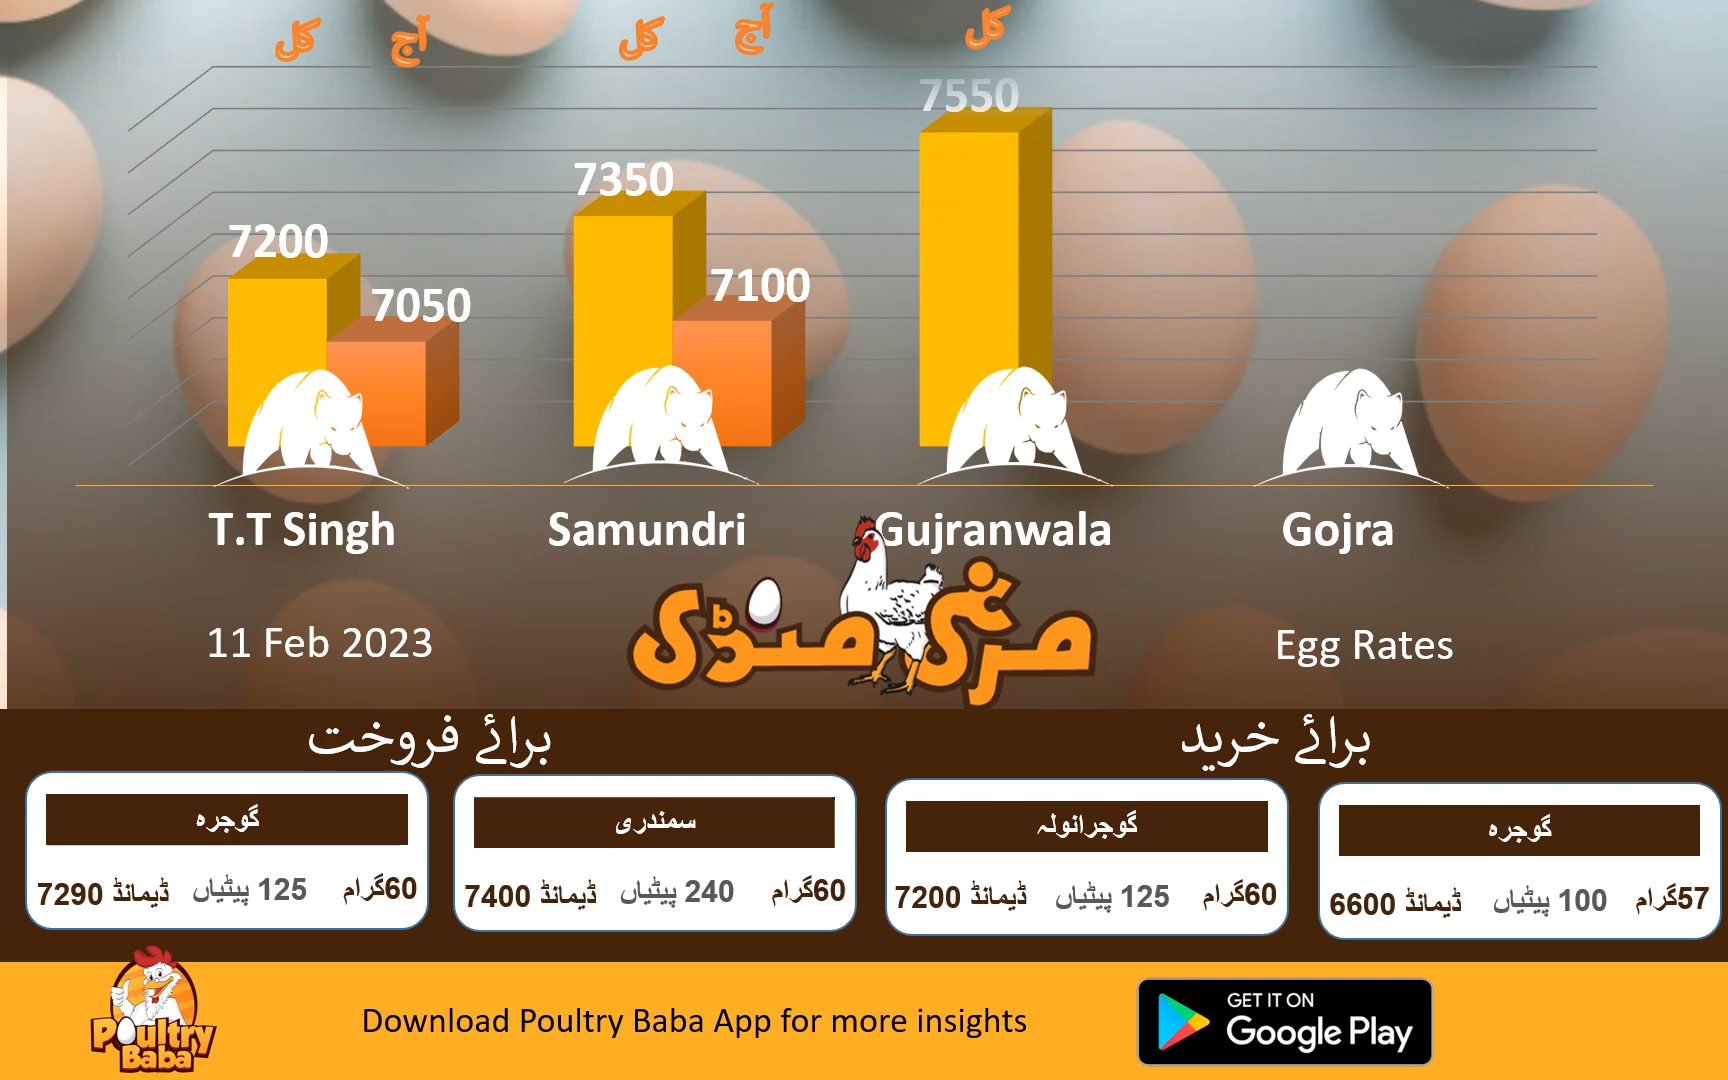 کل آج کل آج کل
7550
7350
7200
7100
7050
T.T Singh Samundri Gujranwala Gojra
مرغی منڈی
11 Feb 2023
Egg Rates
برائے فروخت
برائے خرید
گوجرہ
60گرام 125 پیٹیاں ڈیمانڈ 7290
سمندری
60گرام 240 پیٹیاں ڈیمانڈ 7400
گوجرانولہ
60گرام 125 پیٹیاں ڈیمانڈ 7200
گوجرہ
57گرام 100 پیٹیاں ڈیمانڈ 6600
Poultry
Baba
Download Poultry Baba App for more insights
GET IT ON
Google Play